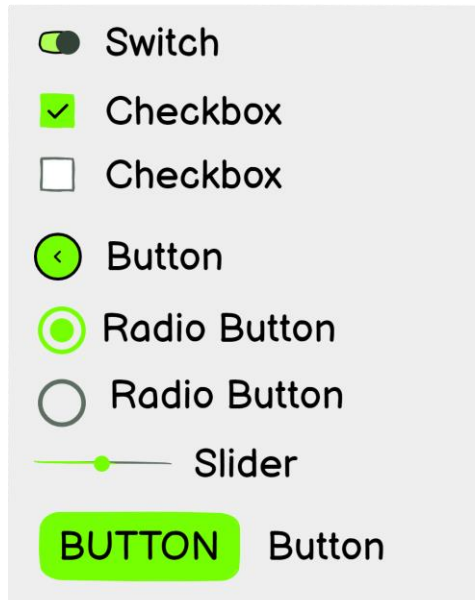 Switch
Checkbox
Checkbox
Button
Radio Button
Radio Button
Slider
BUTTON Button